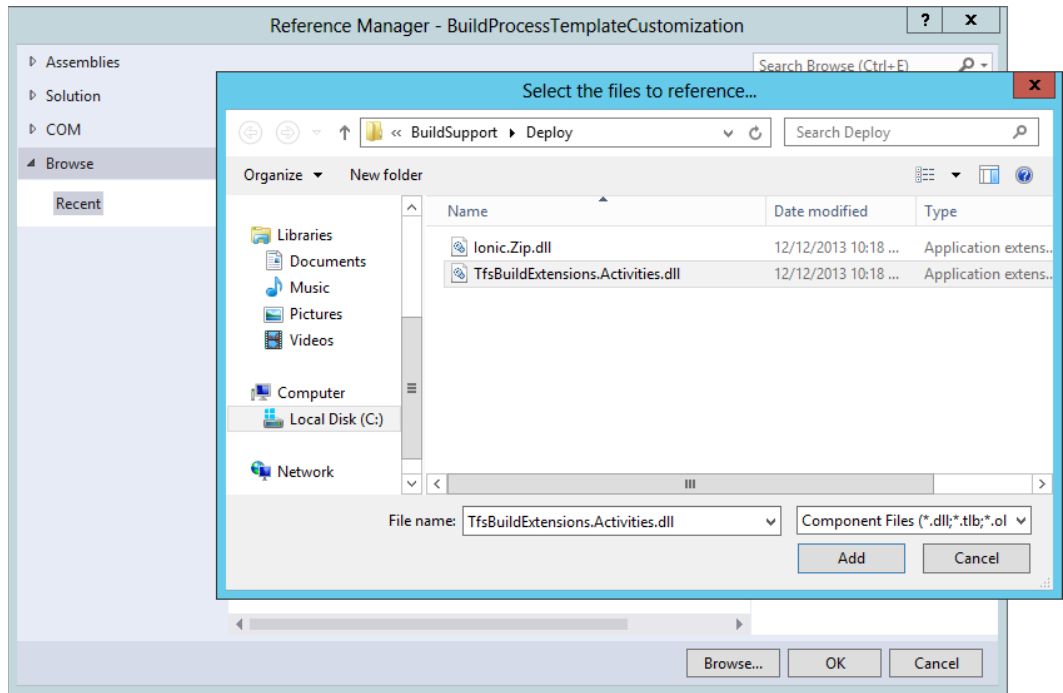 Reference Manager - BuildProcessTemplateCustomization
? x
Assemblies
Search Browse (Ctrl+E)
Solution
COM
Browse
Recent
Select the files to reference...
x
« BuildSupport Deploy
Search Deploy
Organize New folder
Name Date modified Type
Libraries
Documents
Music
Pictures
Videos
Computer
Local Disk (C:)
Network
Ionic.Zip.dll 12/12/2013 10:18 ... Application extens...
TfsBuildExtensions.Activities.dll 12/12/2013 10:18 ... Application extens...
File name: TfsBuildExtensions.Activities.dll Component Files (*.dll;*.tlb;*.ol
Add Cancel
Browse... OK Cancel